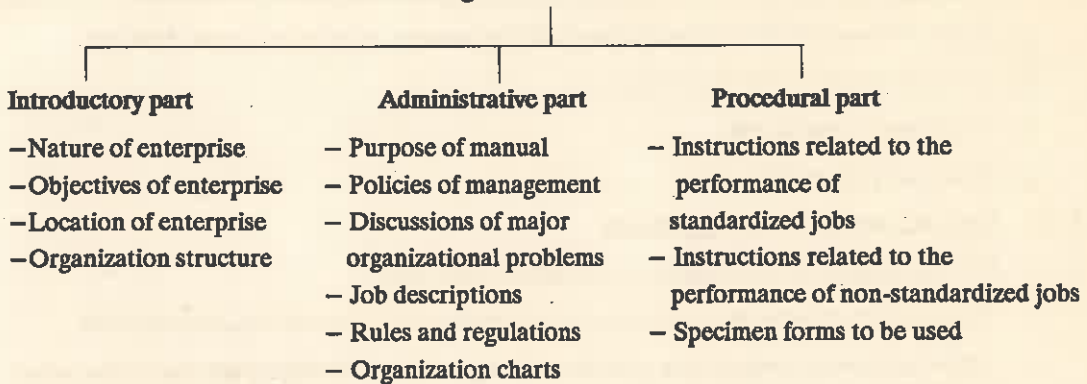 Introductory part
–Nature of enterprise
–Objectives of enterprise
–Location of enterprise
–Organization structure
Administrative part
– Purpose of manual
– Policies of management
– Discussions of major
organizational problems
– Job descriptions
– Rules and regulations
– Organization charts
Procedural part
– Instructions related to the
performance of
standardized jobs
– Instructions related to the
performance of non-standardized jobs
– Specimen forms to be used